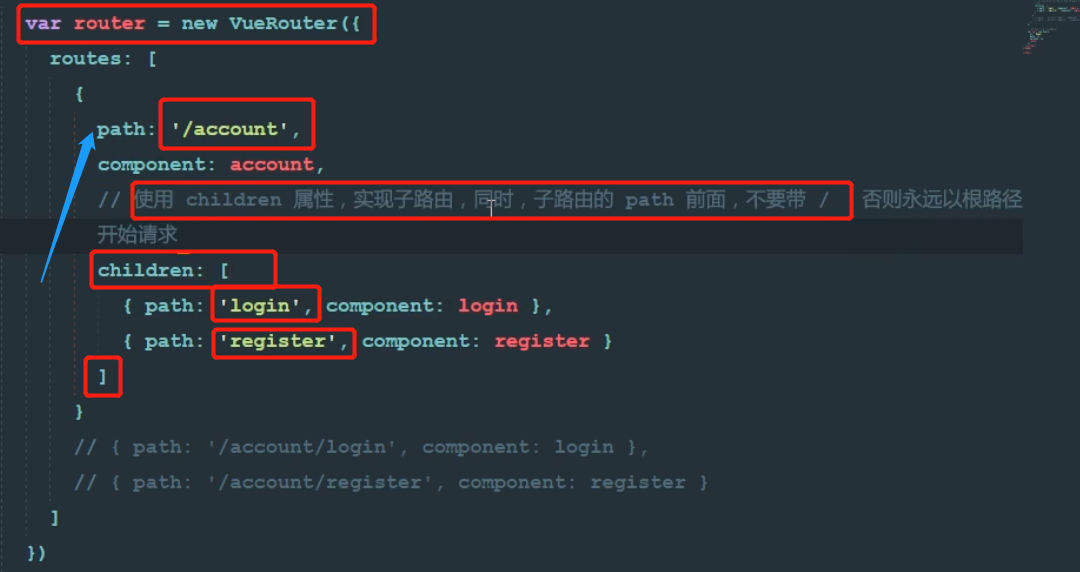 var router = new VueRouter({
routes: [
{
path: '/account',
component: account,
// 使用 children 属性，实现子路由，同时，子路由的 path 前面，不要带 / 否则永远以根路径
开始请求
children: [
{ path: 'login', component: login },
{ path: 'register', component: register }
]
}
// { path: '/account/login', component: login },
// { path: '/account/register', component: register }
]
})